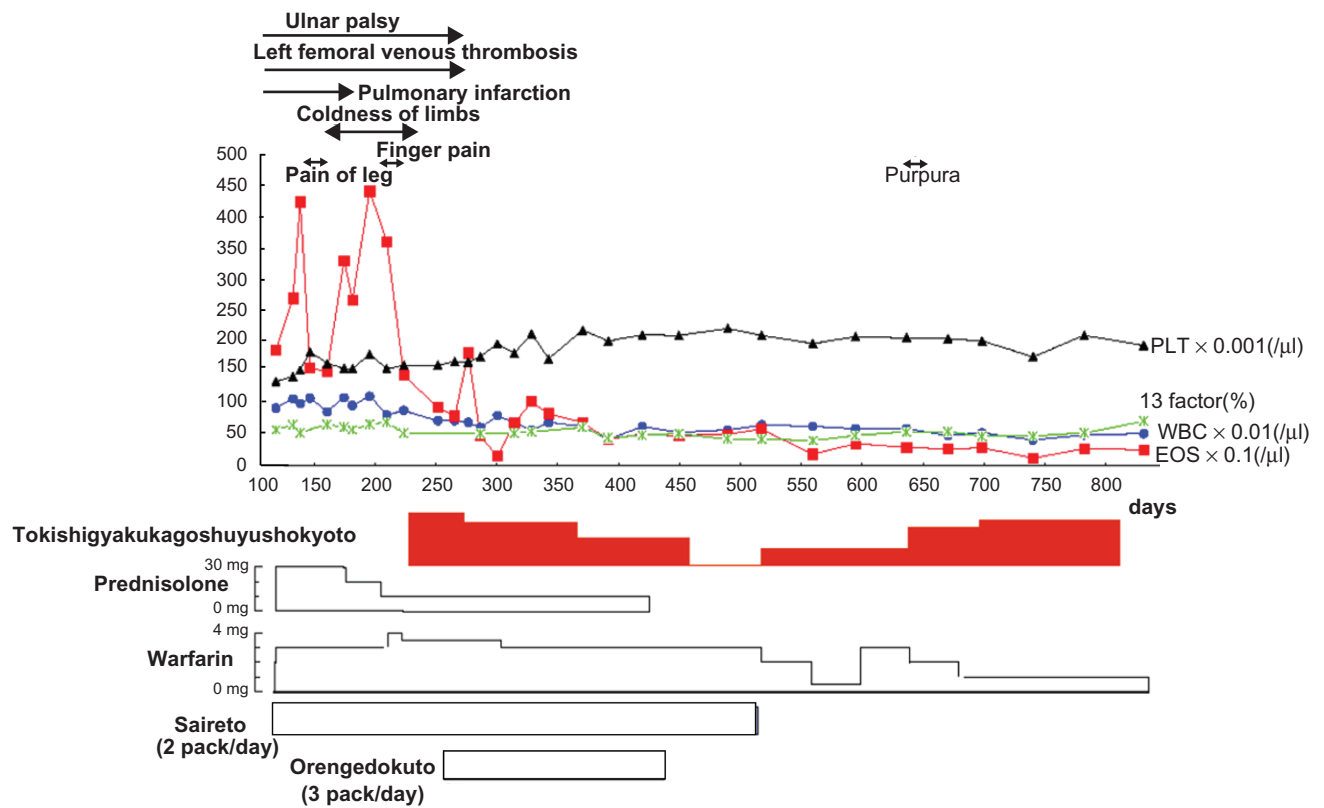 Ulnar palsy
Left femoral venous thrombosis
Pulmonary infarction
Coldness of limbs
Finger pain
Pain of leg
Purpura
500
450
400
350
300
250
200
150
100
50
0
PLT × 0.001(/μl)
13 factor(%)
WBC × 0.01(/μl)
EOS × 0.1(/μl)
100 150 200 250 300 350 400 450 500 550 600 650 700 750 800 days
Tokishigyakukagoshuyushokyoto
30 mg
Prednisolone
0 mg
4 mg
Warfarin
0 mg
Saireto
(2 pack/day)
Orengedokuto
(3 pack/day)